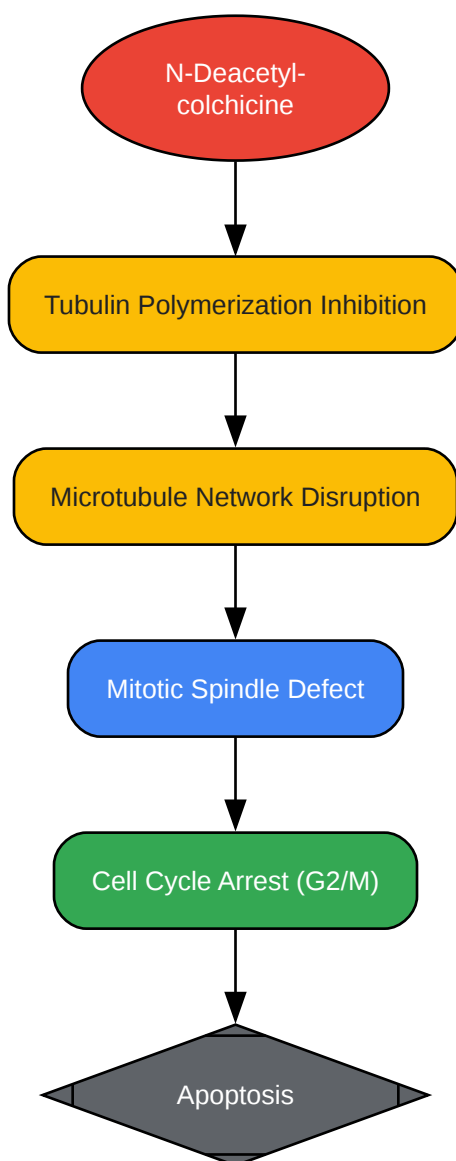 N-Deacetyl-
colchicine
Tubulin Polymerization Inhibition
Microtubule Network Disruption
Mitotic Spindle Defect
Cell Cycle Arrest (G2/M)
Apoptosis